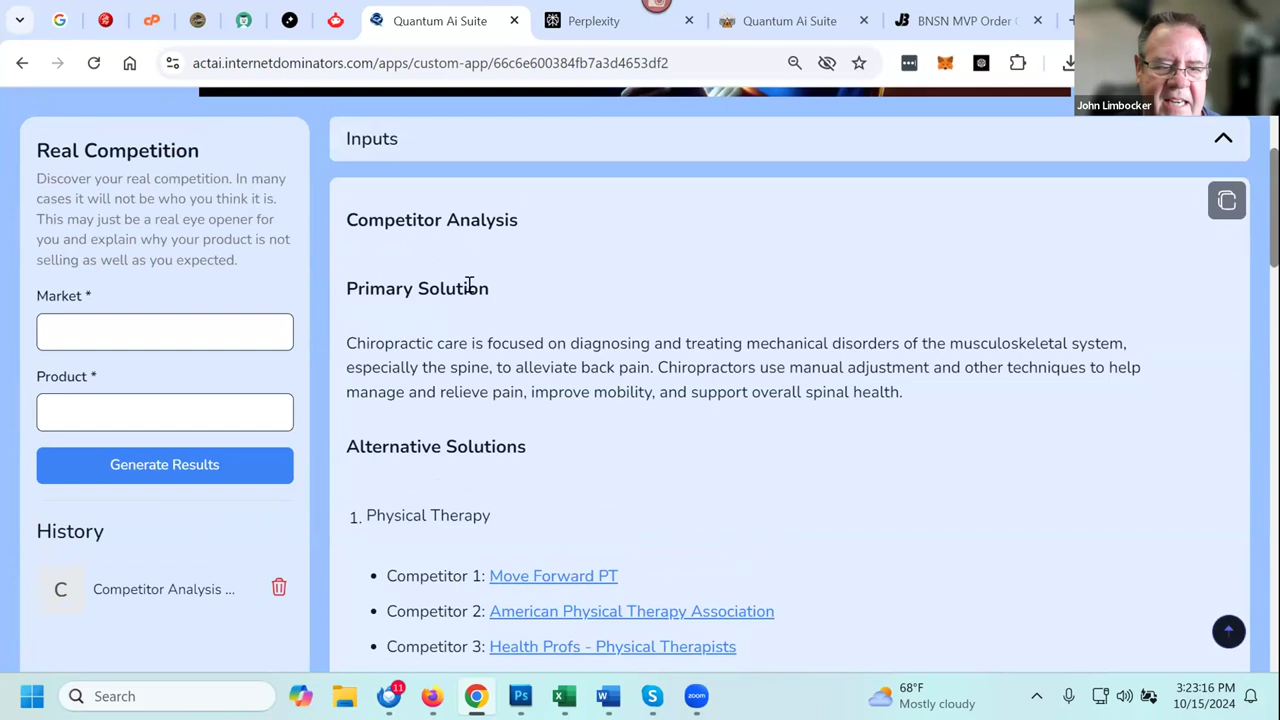 Quantum Ai Suite
Perplexity
Quantum Ai Suite
BNSN MVP Order
actai.internetdominators.com/apps/custom-app/66c6e600384fb7a3d4653df2
John Limbocker
Real Competition
Discover your real competition. In many
cases it will not be who you think it is.
This may just be a real eye opener for
you and explain why your product is not
selling as well as you expected.
Market *
Product *
Generate Results
History
C
Competitor Analysis ...
Inputs
Competitor Analysis
Primary Solution
Chiropractic care is focused on diagnosing and treating mechanical disorders of the musculoskeletal system,
especially the spine, to alleviate back pain. Chiropractors use manual adjustment and other techniques to help
manage and relieve pain, improve mobility, and support overall spinal health.
Alternative Solutions
1. Physical Therapy
• Competitor 1: Move Forward PT
• Competitor 2: American Physical Therapy Association
• Competitor 3: Health Profs - Physical Therapists
Search
11
zoom
68°F
Mostly cloudy
3:23:16 PM
10/15/2024